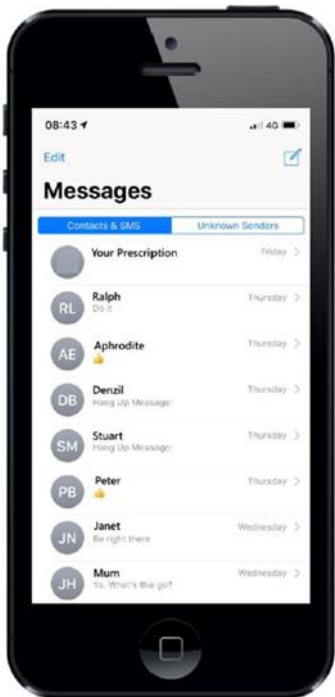 08:43 4G
Edit
Messages
Contacts & SMS Unknown Senders
Your Prescription Friday
RL Ralph Thursday
Do it
AE Aphrodite Thursday
👍
DB Denzil Thursday
Hang Up Message:
SM Stuart Thursday
Hang Up Message:
PB Peter Thursday
👍
JN Janet Wednesday
Be right there
JH Mum Wednesday
Ya. What's the go?